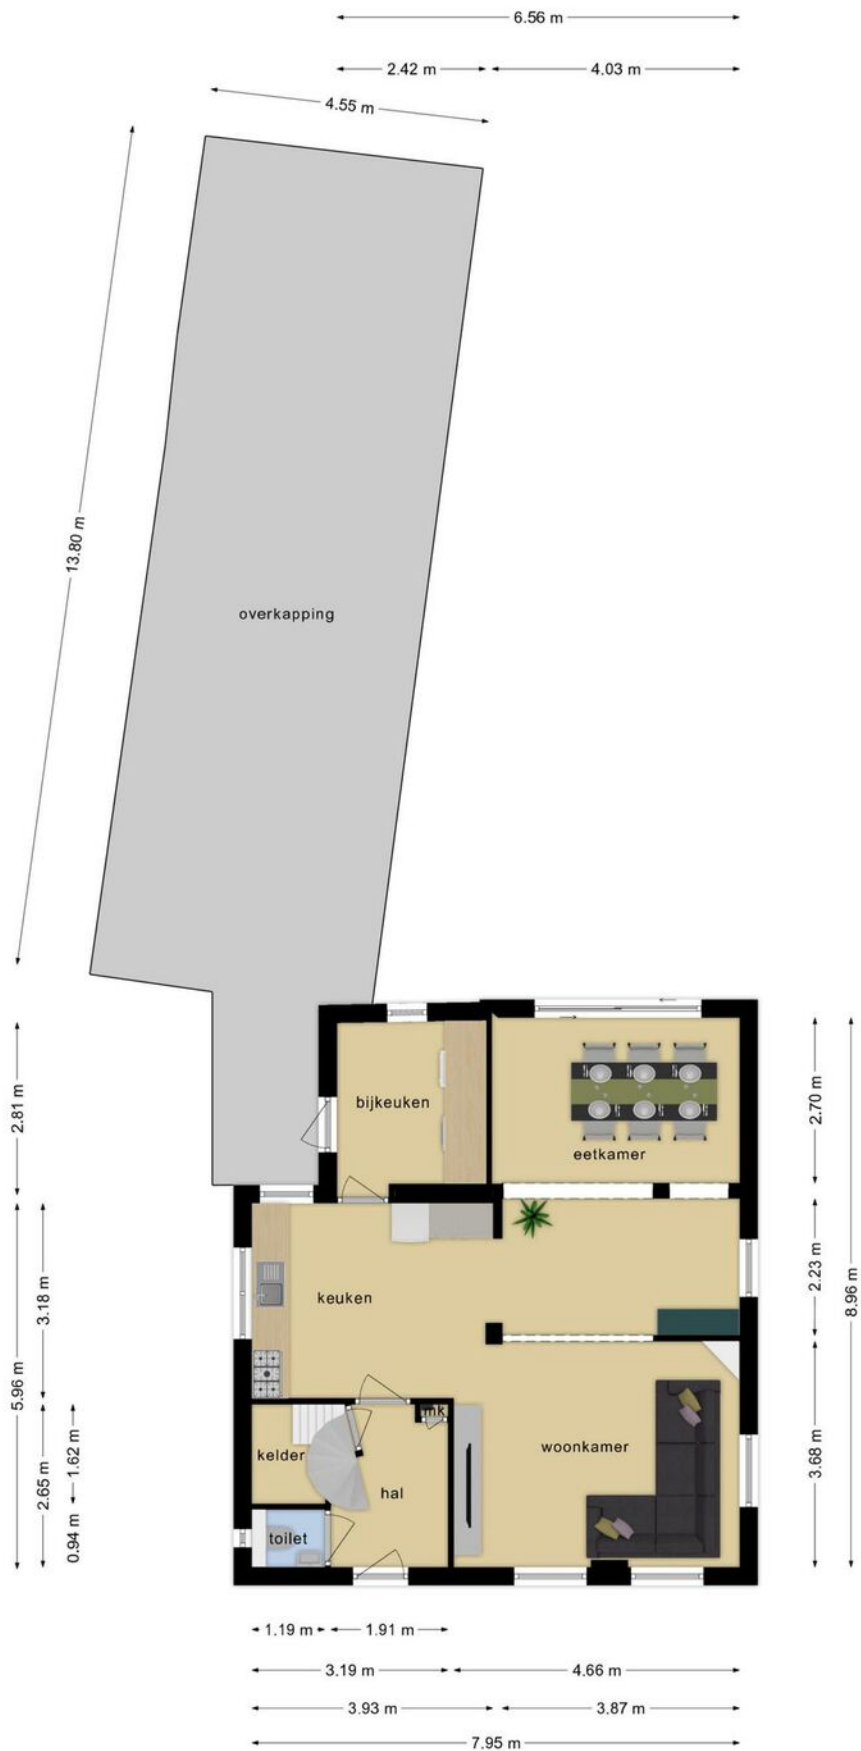 6.56 m
2.42 m
4.03 m
4.55 m
13.80 m
overkapping
2.81 m
bijkeuken
eetkamer
2.70 m
keuken
2.23 m
8.96 m
3.18 m
5.96 m
mk
kelder
hal
woonkamer
3.68 m
2.65 m
1.62 m
0.94 m
toilet
1.19 m
1.91 m
3.19 m
4.66 m
3.93 m
3.87 m
7.95 m